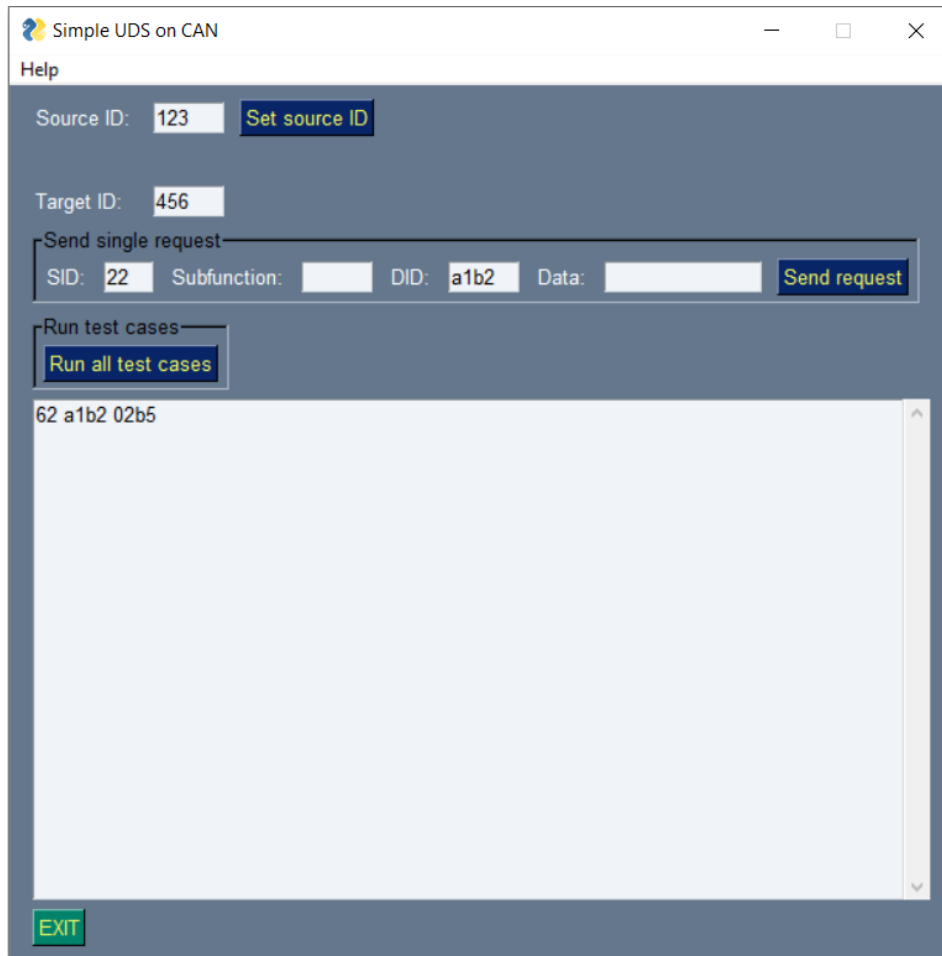 Simple UDS on CAN
Help
Source ID: 123 Set source ID
Target ID: 456
Send single request
SID: 22 Subfunction: DID: a1b2 Data: Send request
Run test cases
Run all test cases
62 a1b2 02b5
EXIT